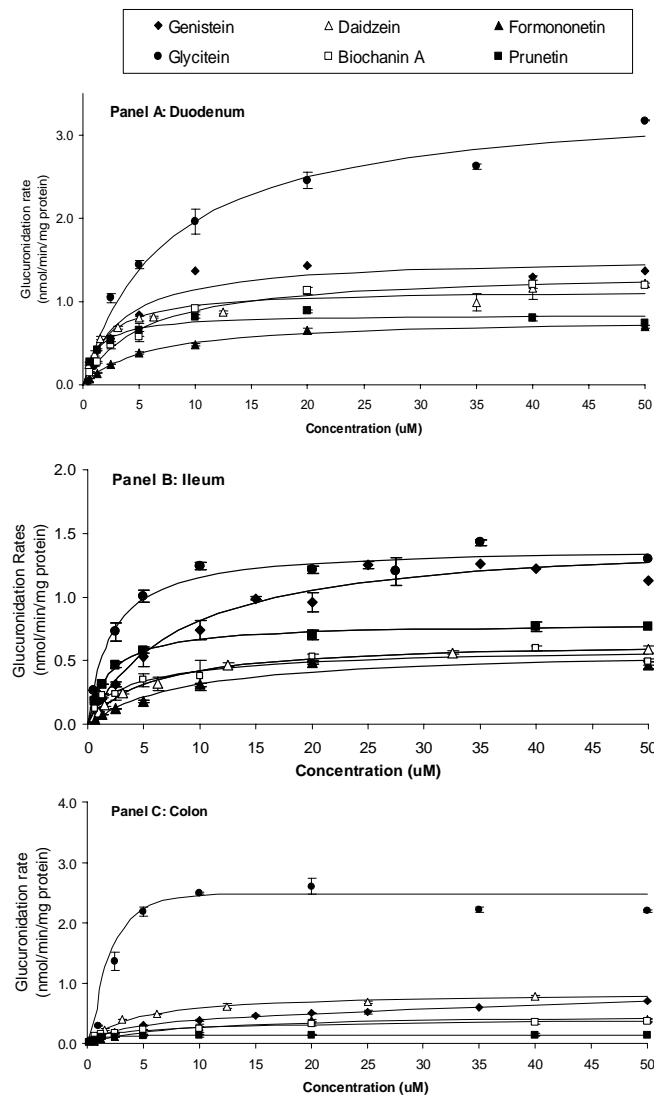 Genistein Daidzein Formononetin
Glycitein Biochanin A Prunetin
Panel A: Duodenum
Glucuronidation rate
(nmol/min/mg protein)
3.0
2.0
1.0
0.0
0 5 10 15 20 25 30 35 40 45 50
Concentration (uM)
Panel B: Ileum
Glucuronidation Rates
(nmol/min/mg protein)
2.0
1.5
1.0
0.5
0.0
0 5 10 15 20 25 30 35 40 45 50
Concentration (uM)
Panel C: Colon
Glucuronidation rate
(nmol/min/mg protein)
4.0
3.0
2.0
1.0
0.0
0 5 10 15 20 25 30 35 40 45 50
Concentration (uM)